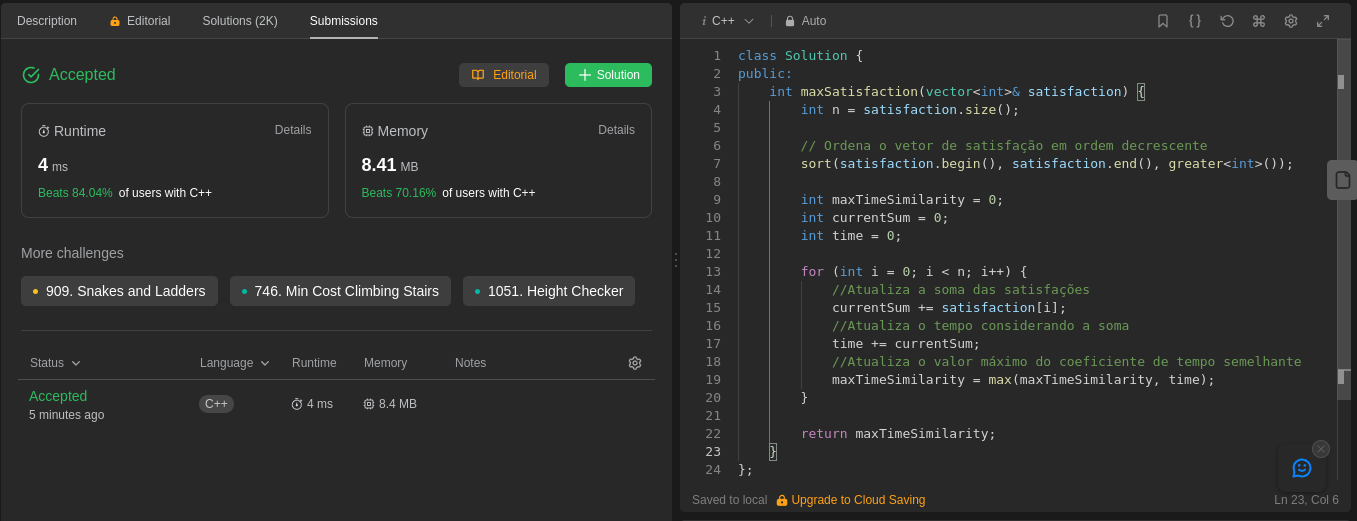 Description Editorial Solutions (2K) Submissions
Accepted Editorial Solution
Runtime Details
4 ms
Beats 84.04% of users with C++
Memory Details
8.41 MB
Beats 70.16% of users with C++
More challenges
909. Snakes and Ladders 746. Min Cost Climbing Stairs 1051. Height Checker
Status Language Runtime Memory Notes
Accepted
5 minutes ago
C++ 4 ms 8.4 MB
i C++ Auto
1 class Solution {
2 public:
3     int maxSatisfaction(vector<int>& satisfaction) {
4         int n = satisfaction.size();
5
6         // Ordena o vetor de satisfação em ordem decrescente
7         sort(satisfaction.begin(), satisfaction.end(), greater<int>());
8
9         int maxTimeSimilarity = 0;
10         int currentSum = 0;
11         int time = 0;
12
13         for (int i = 0; i < n; i++) {
14             //Atualiza a soma das satisfações
15             currentSum += satisfaction[i];
16             //Atualiza o tempo considerando a soma
17             time += currentSum;
18             //Atualiza o valor máximo do coeficiente de tempo semelhante
19             maxTimeSimilarity = max(maxTimeSimilarity, time);
20         }
21
22         return maxTimeSimilarity;
23     }
24 };
Saved to local Upgrade to Cloud Saving Ln 23, Col 6